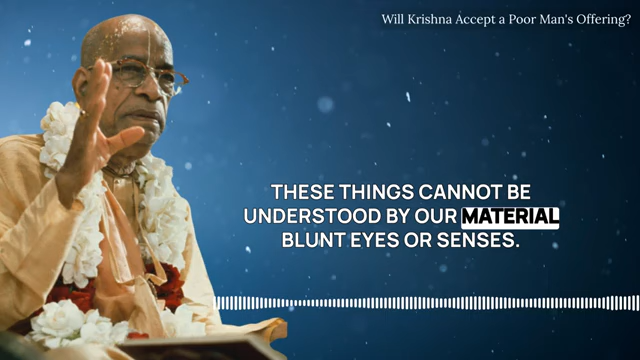 Will Krishna Accept a Poor Man's Offering?
THESE THINGS CANNOT BE
UNDERSTOOD BY OUR MATERIAL
BLUNT EYES OR SENSES.